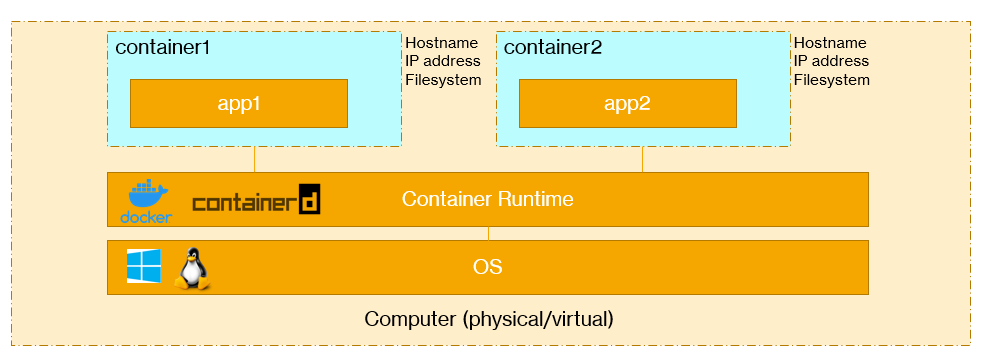 container1
Hostname
IP address
Filesystem
app1
container2
Hostname
IP address
Filesystem
app2
docker
containerd
Container Runtime
OS
Computer (physical/virtual)